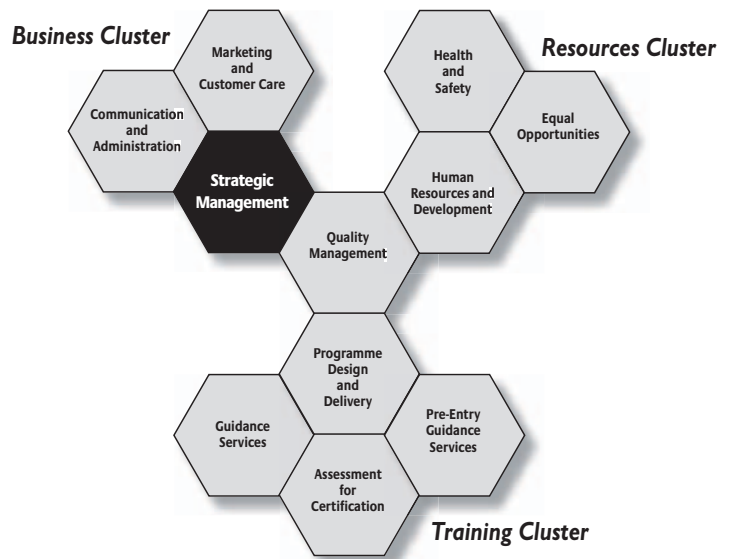 Business Cluster
Marketing
and
Customer Care
Communication
and
Administration
Strategic
Management
Resources Cluster
Health
and
Safety
Equal
Opportunities
Human
Resources and
Development
Quality
Management
Programme
Design
and
Delivery
Guidance
Services
Pre-Entry
Guidance
Services
Assessment
for
Certification
Training Cluster